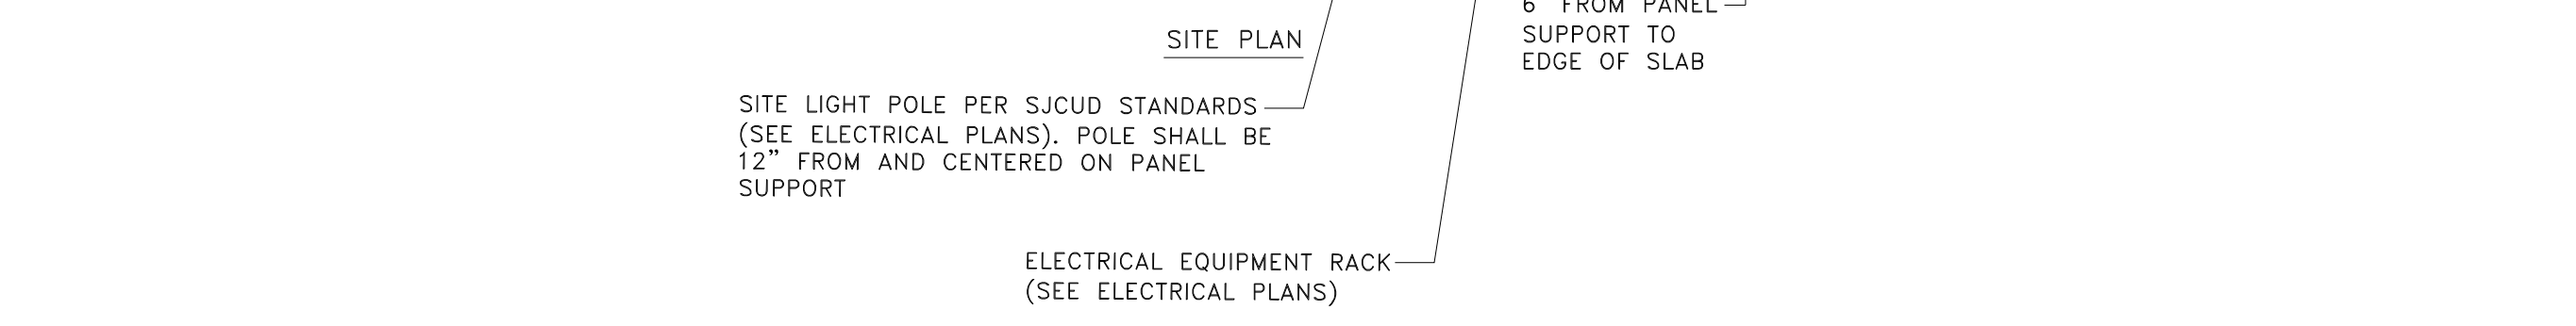 6" FROM PANEL
SUPPORT TO
EDGE OF SLAB
SITE PLAN
SITE LIGHT POLE PER SJCUD STANDARDS
(SEE ELECTRICAL PLANS). POLE SHALL BE
12” FROM AND CENTERED ON PANEL
SUPPORT
ELECTRICAL EQUIPMENT RACK
(SEE ELECTRICAL PLANS)